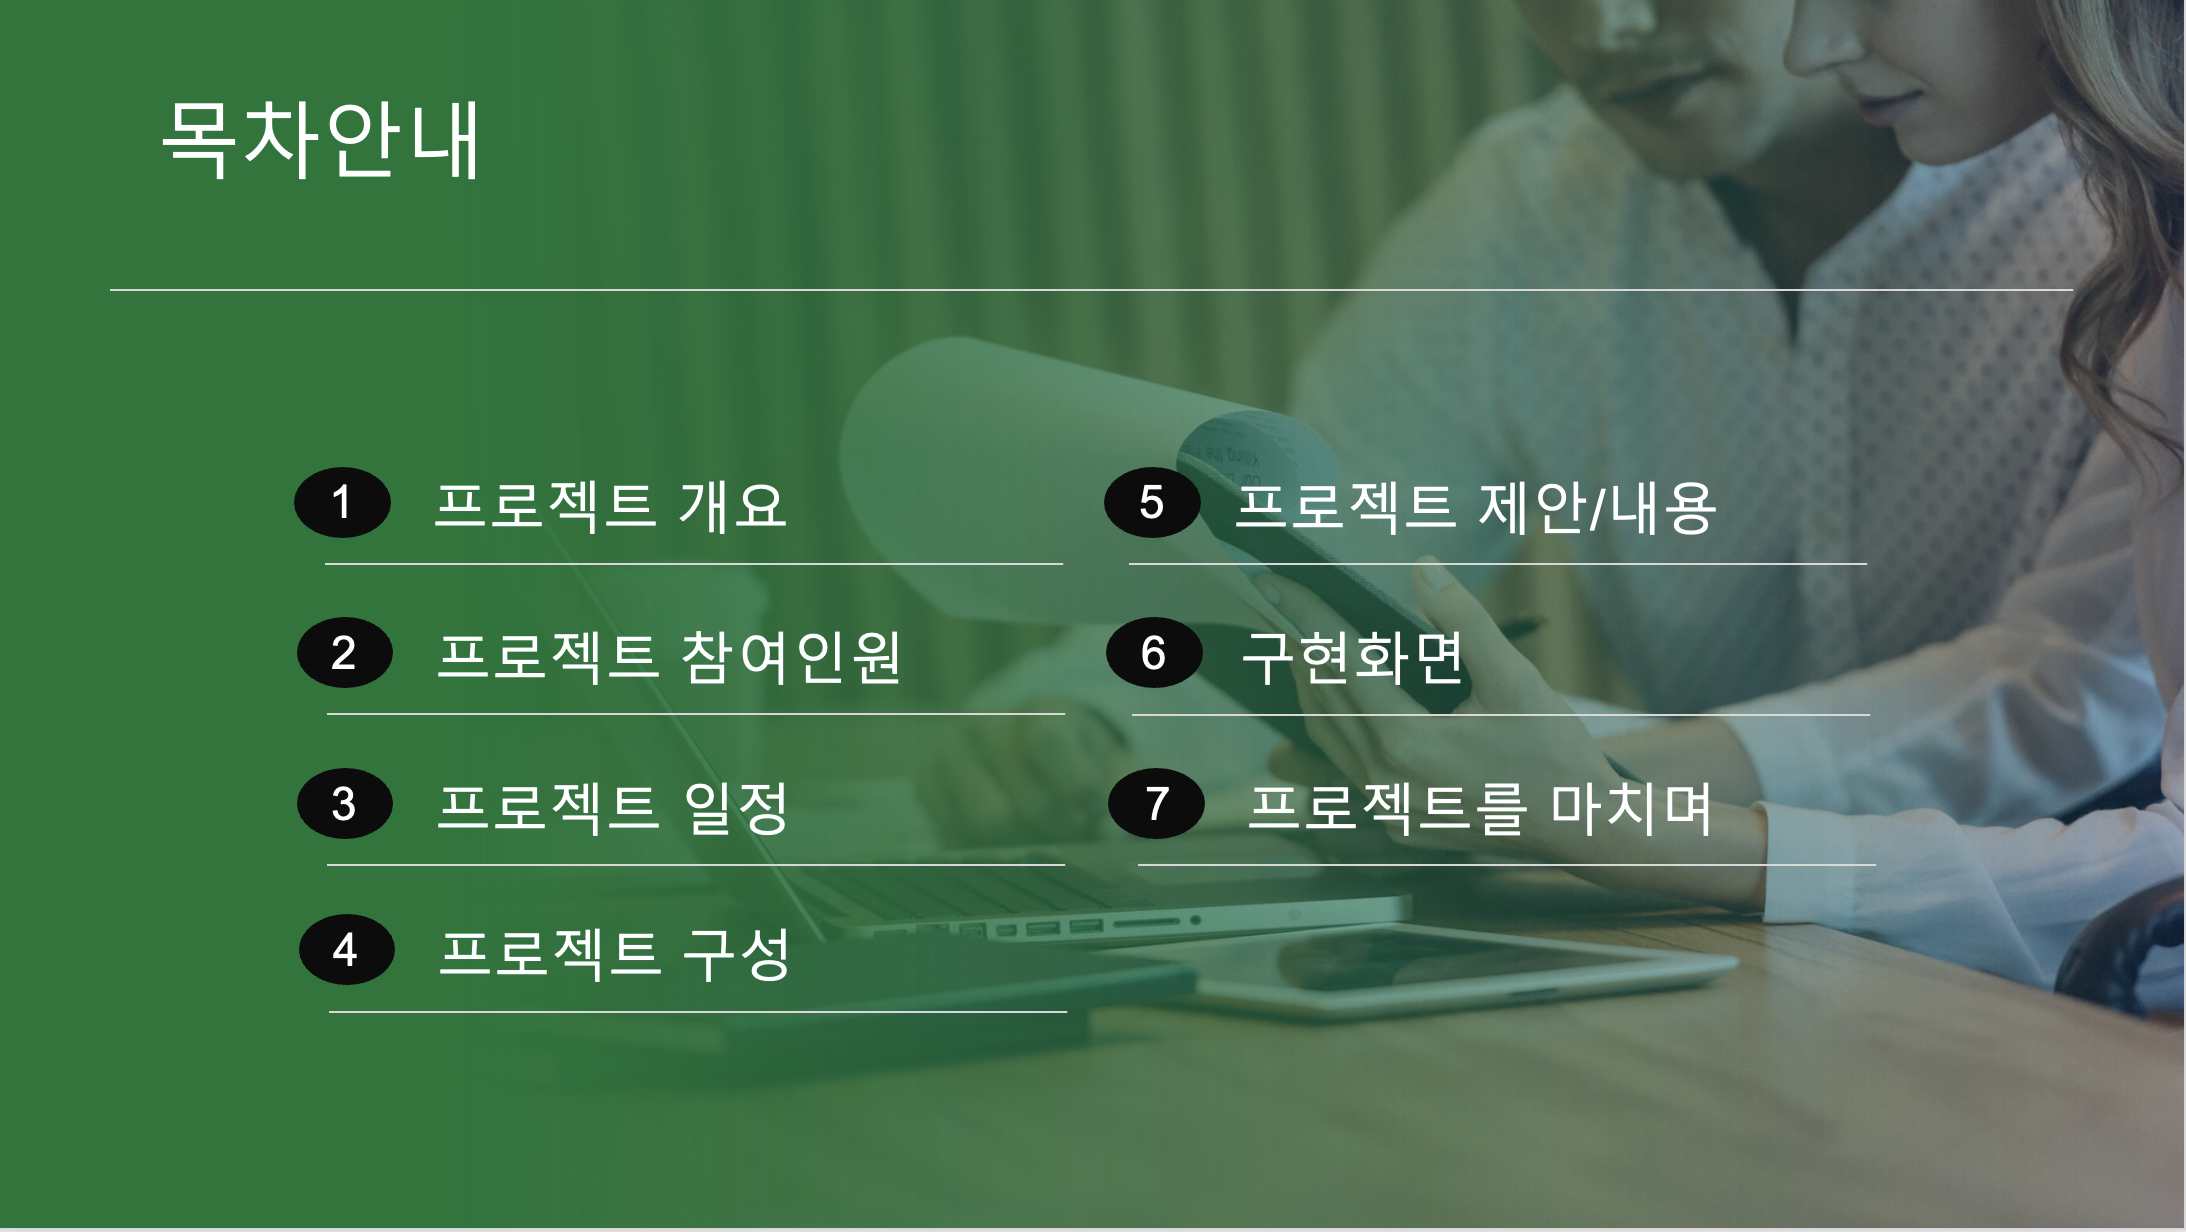 목차안내
1 프로젝트 개요
2 프로젝트 참여인원
3 프로젝트 일정
4 프로젝트 구성
5 프로젝트 제안/내용
6 구현화면
7 프로젝트를 마치며